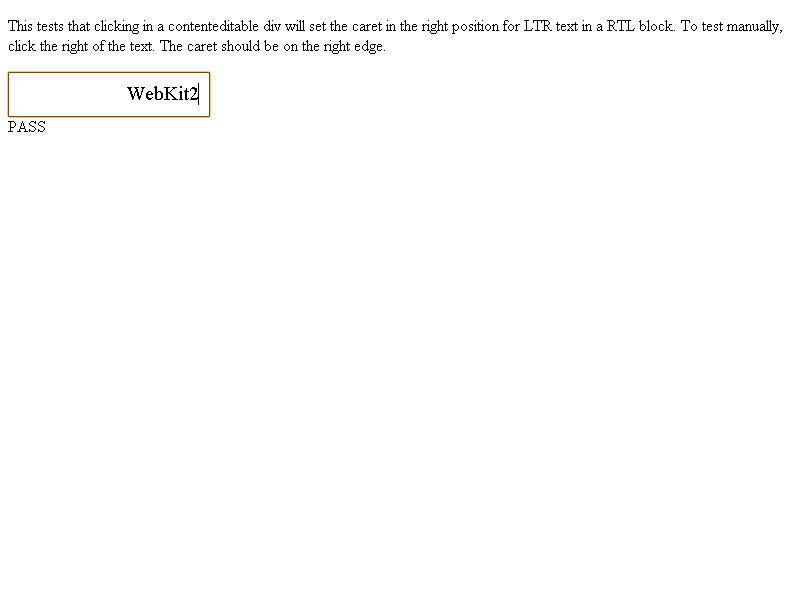 This tests that clicking in a contenteditable div will set the caret in the right position for LTR text in a RTL block. To test manually,
click the right of the text. The caret should be on the right edge.
WebKit2
PASS